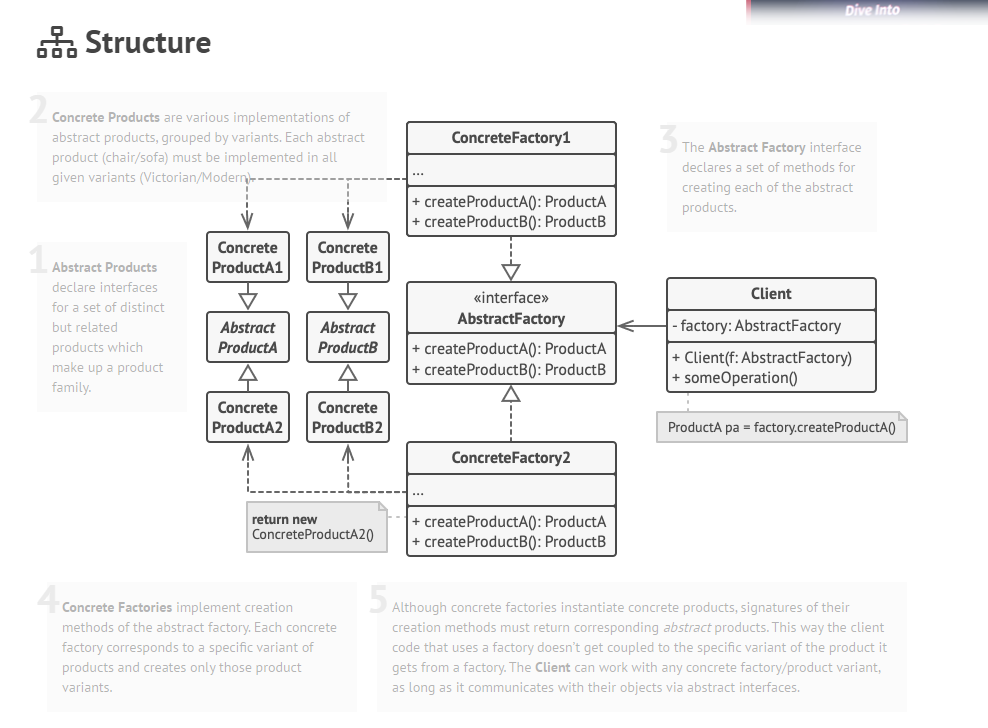 Dive Into
Structure
2
Concrete Products are various implementations of
abstract products, grouped by variants. Each abstract
product (chair/sofa) must be implemented in all
given variants (Victorian/Modern).
ConcreteFactory1
...
+ createProductA(): ProductA
+ createProductB(): ProductB
3
The Abstract Factory interface
declares a set of methods for
creating each of the abstract
products.
1
Abstract Products
declare interfaces
for a set of distinct
but related
products which
make up a product
family.
Concrete
ProductA1
Concrete
ProductB1
Abstract
ProductA
Abstract
ProductB
Concrete
ProductA2
Concrete
ProductB2
«interface»
AbstractFactory
+ createProductA(): ProductA
+ createProductB(): ProductB
Client
- factory: AbstractFactory
+ Client(f: AbstractFactory)
+ someOperation()
ProductA pa = factory.createProductA()
ConcreteFactory2
...
+ createProductA(): ProductA
+ createProductB(): ProductB
return new
ConcreteProductA2()
4
Concrete Factories implement creation
methods of the abstract factory. Each concrete
factory corresponds to a specific variant of
products and creates only those product
variants.
5
Although concrete factories instantiate concrete products, signatures of their
creation methods must return corresponding abstract products. This way the client
code that uses a factory doesn't get coupled to the specific variant of the product it
gets from a factory. The Client can work with any concrete factory/product variant,
as long as it communicates with their objects via abstract interfaces.